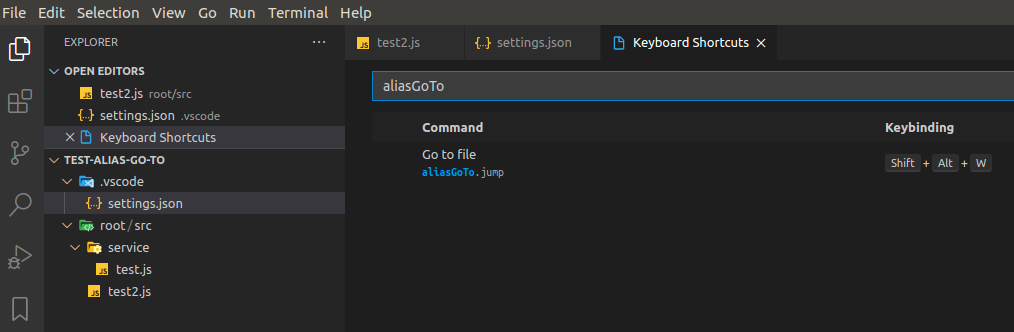 File Edit Selection View Go Run Terminal Help
EXPLORER ...
OPEN EDITORS
JS test2.js root/src
{..} settings.json .vscode
Keyboard Shortcuts
TEST-ALIAS-GO-TO
.vscode
{..} settings.json
root/src
service
JS test.js
JS test2.js
JS test2.js {..} settings.json Keyboard Shortcuts
aliasGoTo
Command Keybinding
Go to file Shift + Alt + W
aliasGoTo.jump